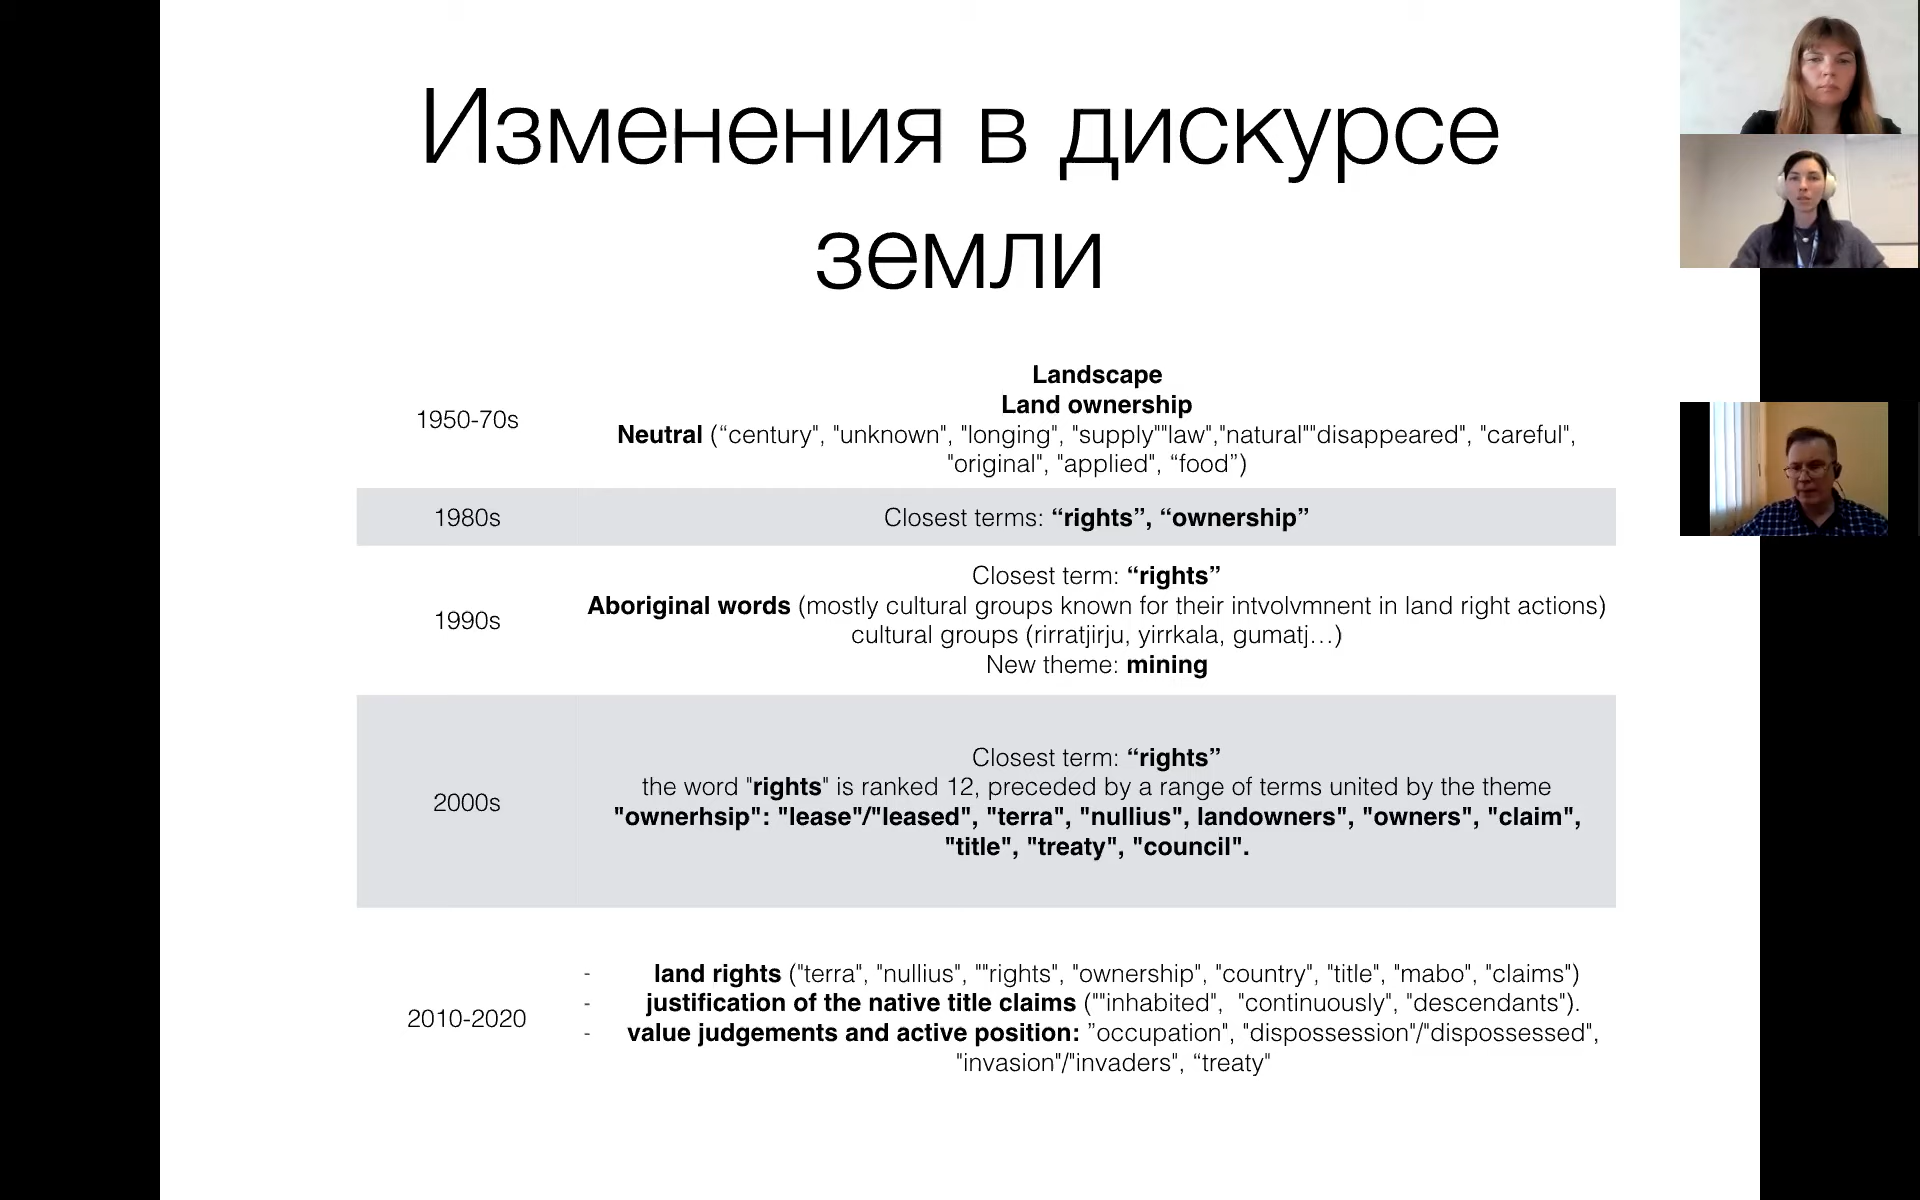 Изменения в дискурсе
земли
1950-70s
Landscape
Land ownership
Neutral (“century", "unknown", "longing", "supply""law","natural""disappeared", "careful",
"original", "applied", “food”)
1980s
Closest terms: “rights”, “ownership”
1990s
Closest term: “rights”
Aboriginal words (mostly cultural groups known for their intvolvmnent in land right actions)
cultural groups (rirratjirju, yirrkala, gumatj…)
New theme: mining
2000s
Closest term: “rights”
the word "rights" is ranked 12, preceded by a range of terms united by the theme
"ownerhsip": "lease"/"leased", "terra", "nullius", landowners", "owners", "claim",
"title", "treaty", "council".
2010-2020
- land rights ("terra", "nullius", ""rights", "ownership", "country", "title", "mabo", "claims")
- justification of the native title claims (""inhabited", "continuously", "descendants").
- value judgements and active position: ”occupation", "dispossession"/"dispossessed",
"invasion"/"invaders", “treaty"